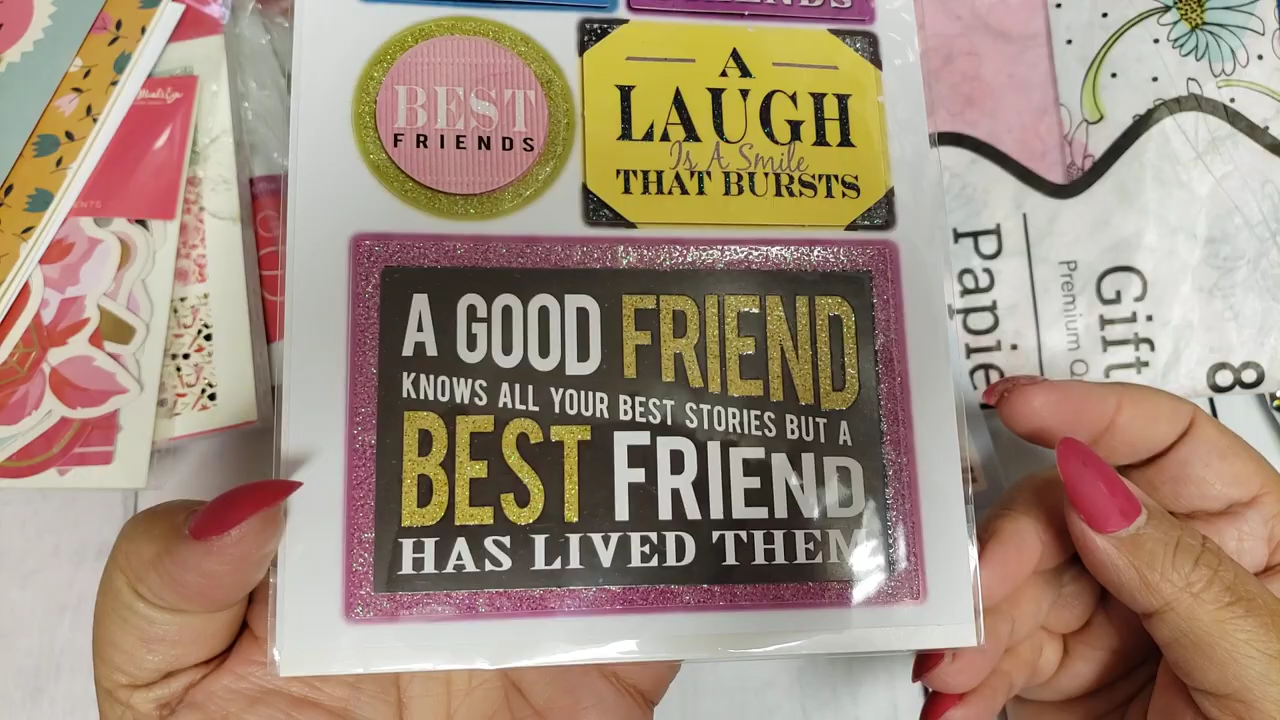 FRIENDS
BEST
FRIENDS
A
LAUGH
Is A Smile
THAT BURSTS
A GOOD FRIEND
KNOWS ALL YOUR BEST STORIES BUT A
BEST FRIEND
HAS LIVED THEM
Papie
Premium Q
Gift
8